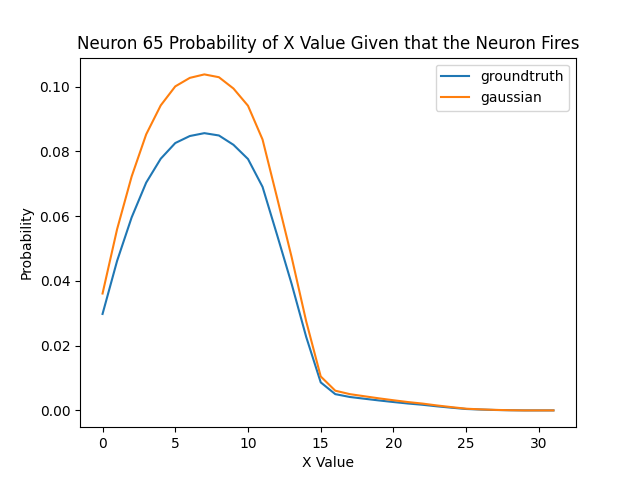 Neuron 65 Probability of X Value Given that the Neuron Fires
groundtruth
gaussian
Probability
0.10
0.08
0.06
0.04
0.02
0.00
0 5 10 15 20 25 30
X Value